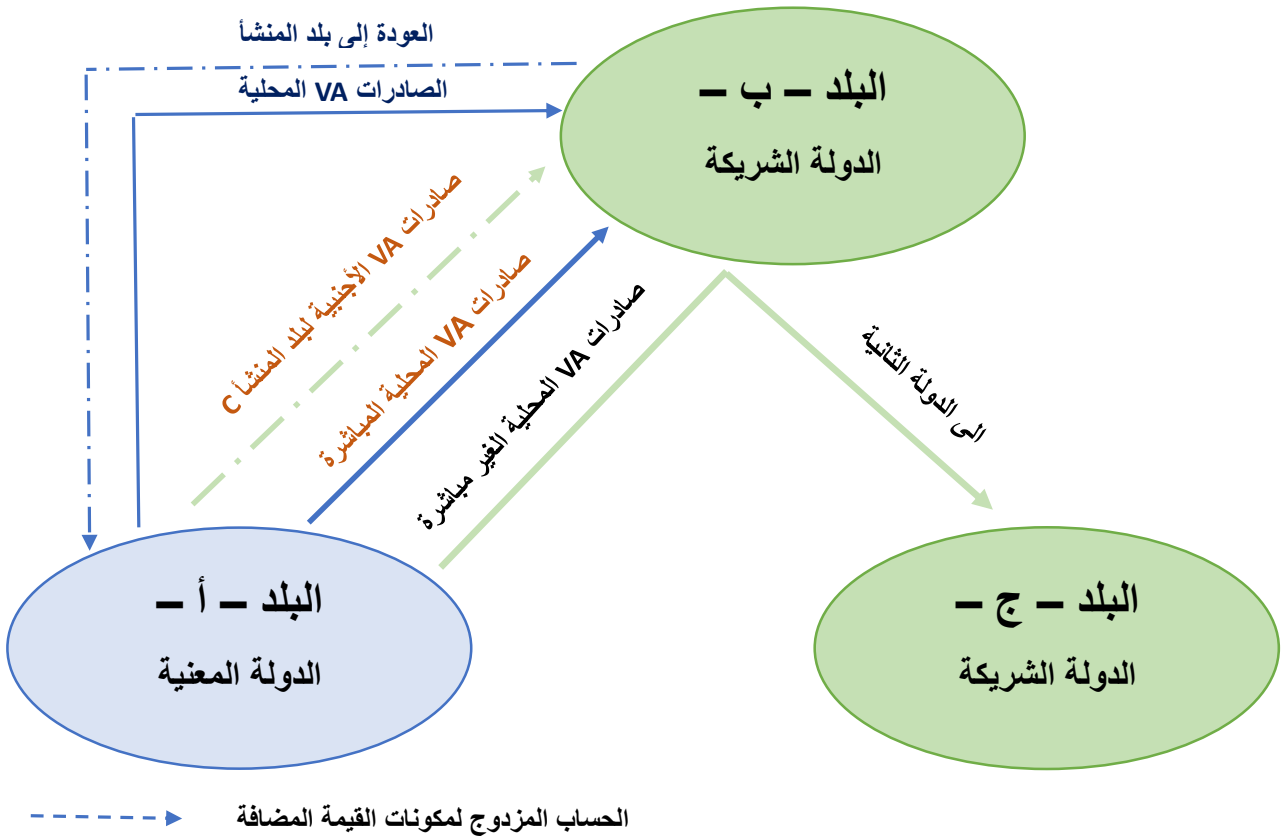 العودة إلى بلد المنشأ
الصادرات VA المحلية
البلد – ب –
الدولة الشريكة
صادرات VA الأجنبية لبلد المنشأ C
صادرات VA المحلية المباشرة
صادرات VA المحلية الغير مباشرة
الى الدولة الثانية
البلد – أ –
الدولة المعنية
البلد – ج –
الدولة الشريكة
الحساب المزدوج لمكونات القيمة المضافة